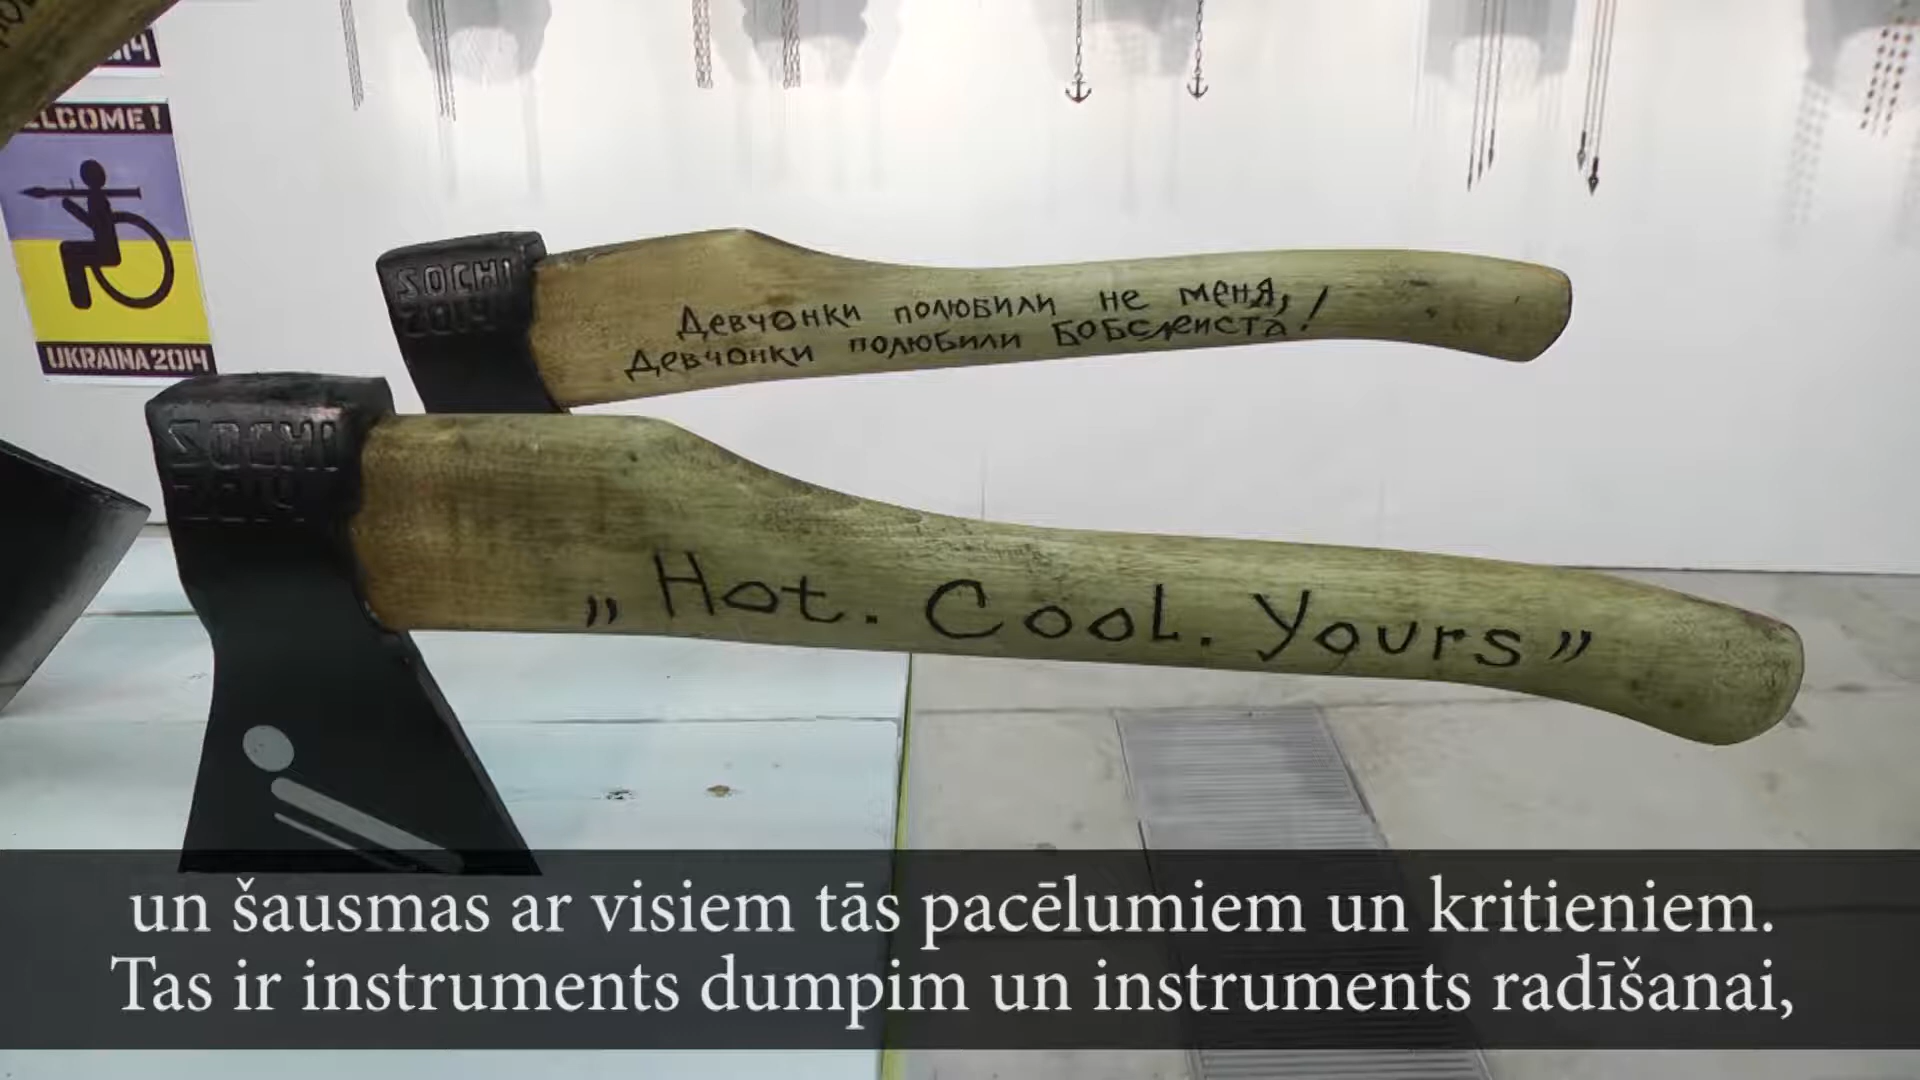 ELCOME!
UKRAINA 2014
SOCHI
2014
Девчонки полюбили не меня,
Девчонки полюбили бобслеиста!
SOCHI
2014
„Hot. Cool. Yours”
un šausmas ar visiem tās pacēlumiem un kritieniem.
Tas ir instruments dumpim un instruments radīšanai,